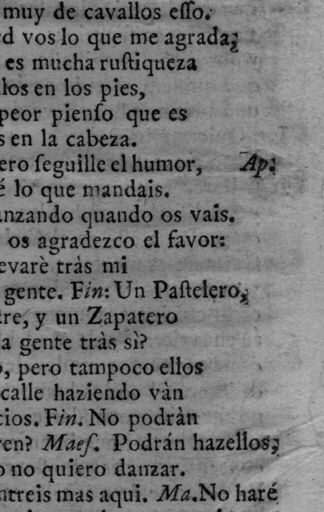 muy de cavallos eſſo.
vos lo que me agrada;
es mucha ruſtiqueza
los en los pies,
peor pienſo que es
s en la cabeza.
ero ſeguille el humor, Ap:
lo que mandais.
anzando quando os vais.
os agradezco el favor:
evarè tràs mi
gente. Fin: Un Paſtelero,
tre, y un Zapatero
a gente tràs sì?
, pero tampoco ellos
calle haziendo vàn
cios. Fin. No podràn
ren? Maeſ. Podrán hazellos;
no quiero danzar.
ntreis mas aqui. Ma. No haré